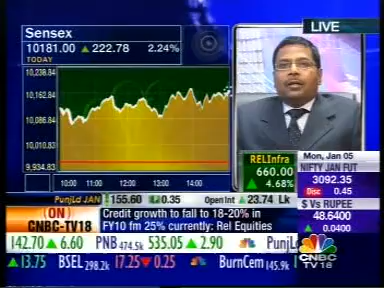 LIVE
Sensex
10181.00 ▲ 222.78 2.24%
TODAY
10,238.84
10,162.84
10,086.84
10,010.83
9,934.83
10:00 11:00 12:00 13:00 14:00
RELInfra
660.00
▲ 4.68%
Mon, Jan 05
NIFTY JAN FUT
3092.35
Disc 0.45
$ Vs RUPEE
48.6400
▲ 0.0400
PunjLd JAN 155.60 0.35 Open Int ▲ 23.74 Lk
(ON)
CNBC-TV18
Credit growth to fall to 18-20% in
FY10 fm 25% currently: Rel Equities
142.70 ▲ 6.60 PNB 474.5k 535.05 ▲ 2.90 PunjL
▲ 13.75 BSEL 298.2k 17.25 ▼ 0.25 BurnCem 145.9k
CNBC
TV 18